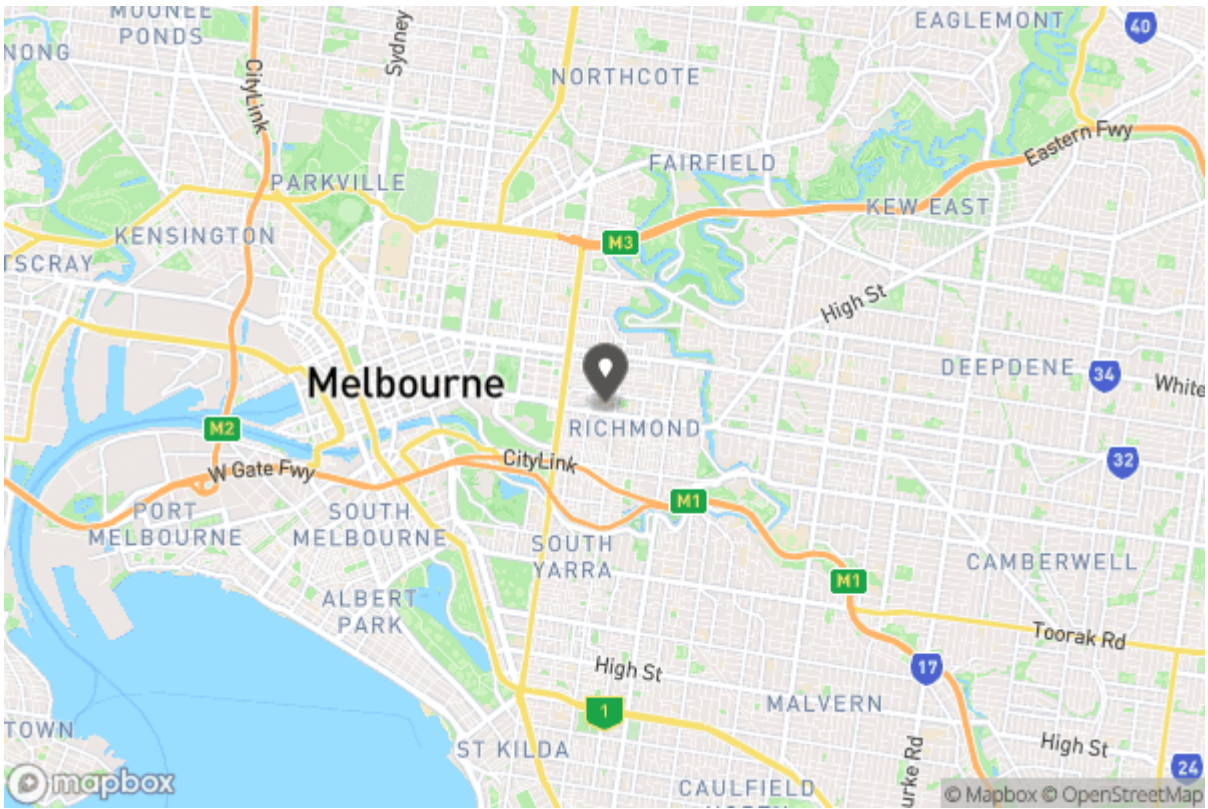 MOONEE
PONDS
EAGLEMONT
40
NONG
CityLink
Sydney
NORTHCOTE
Eastern Fwy
FAIRFIELD
PARKVILLE
KEW EAST
KENSINGTON
M3
TSCRAY
High St
DEEPDENE
34
White
Melbourne
RICHMOND
M2
CityLink
32
W Gate Fwy
M1
PORT
MELBOURNE
SOUTH
MELBOURNE
SOUTH
YARRA
CAMBERWELL
M1
ALBERT
PARK
Toorak Rd
High St
17
MALVERN
1
TOWN
ST KILDA
urke Rd
High St
24
CAULFIELD
mapbox
© Mapbox © OpenStreetMap